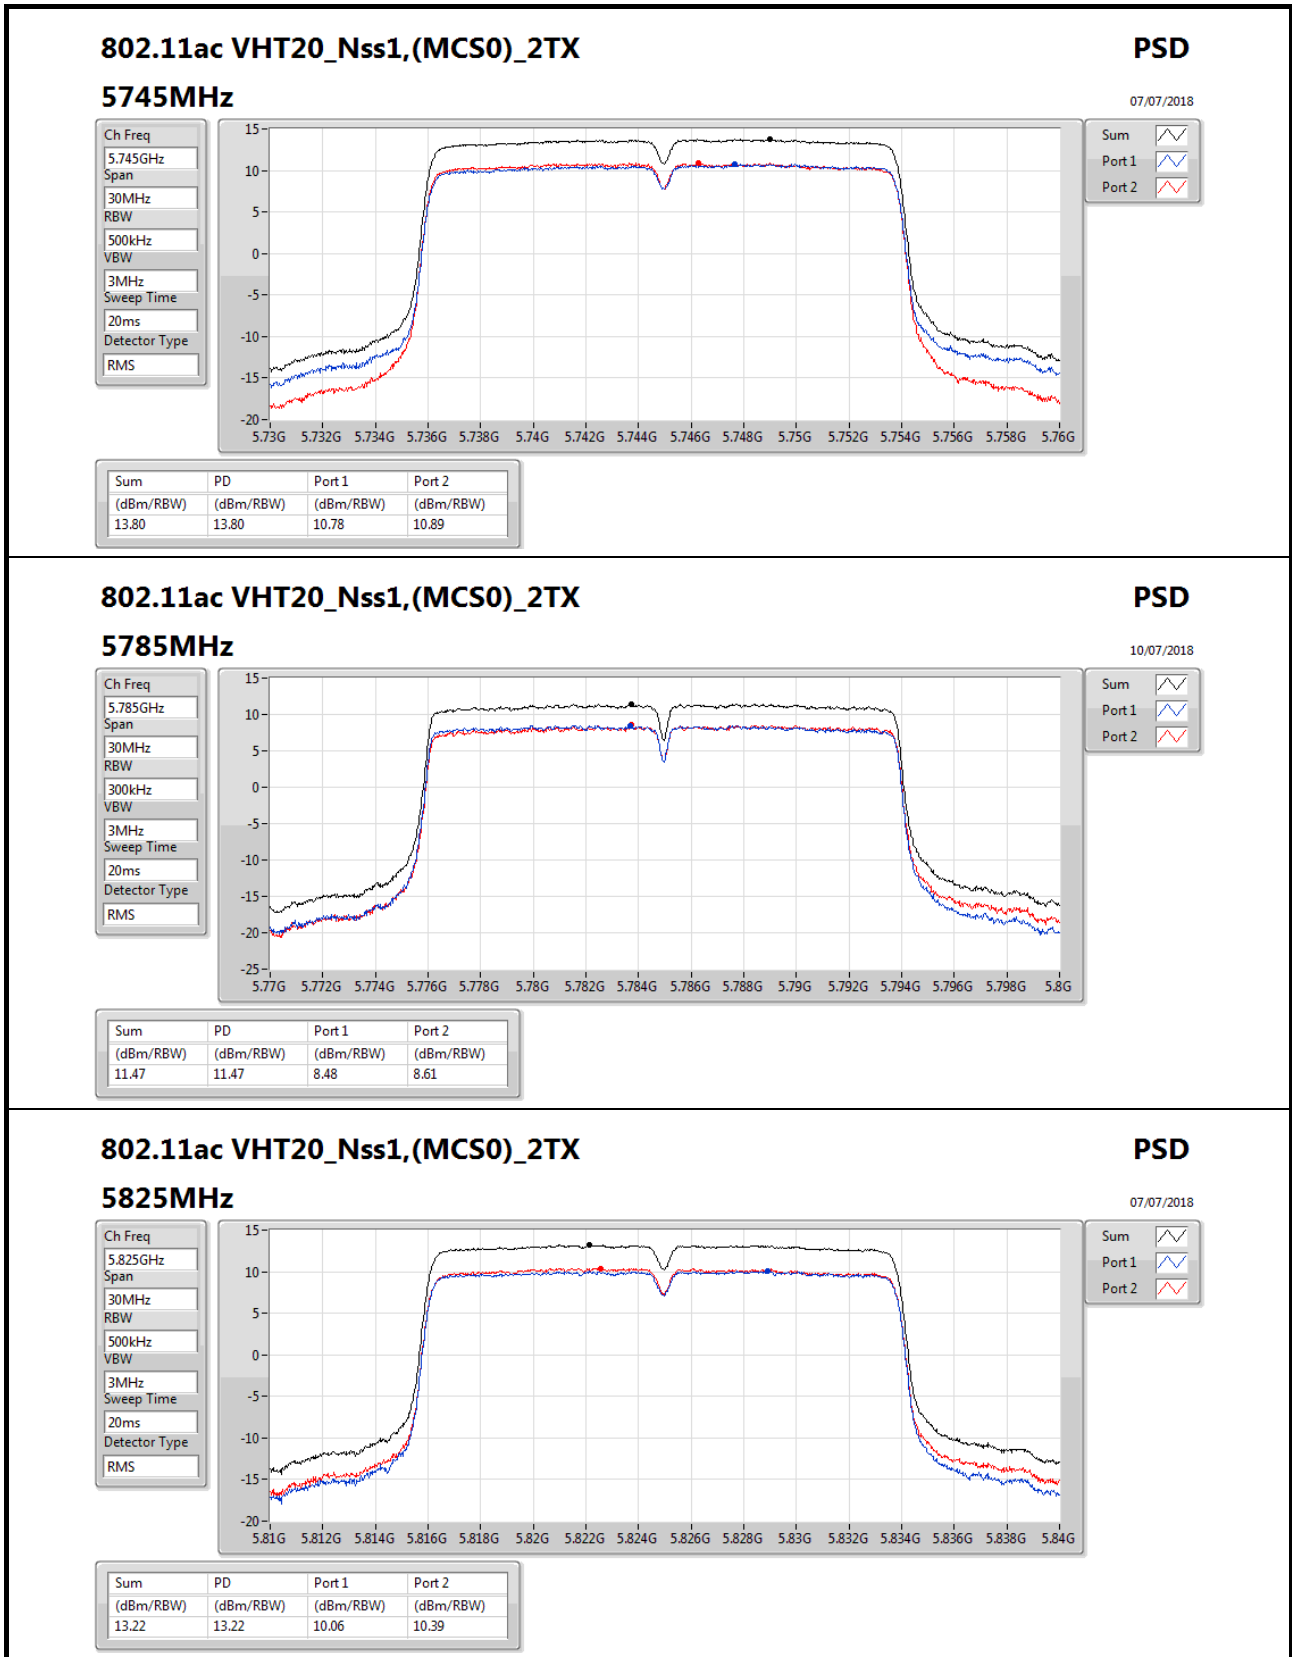 802.11ac VHT20_Nss1,(MCS0)_2TX PSD
5745MHz 07/07/2018
Ch Freq
5.745GHz
Span
30MHz
RBW
500kHz
VBW
3MHz
Sweep Time
20ms
Detector Type
RMS
15
10
5
0
-5
-10
-15
-20
5.73G 5.732G 5.734G 5.736G 5.738G 5.74G 5.742G 5.744G 5.746G 5.748G 5.75G 5.752G 5.754G 5.756G 5.758G 5.76G
Sum
Port 1
Port 2
Sum PD Port 1 Port 2
(dBm/RBW) (dBm/RBW) (dBm/RBW) (dBm/RBW)
13.80 13.80 10.78 10.89
802.11ac VHT20_Nss1,(MCS0)_2TX PSD
5785MHz 10/07/2018
Ch Freq
5.785GHz
Span
30MHz
RBW
300kHz
VBW
3MHz
Sweep Time
20ms
Detector Type
RMS
15
10
5
0
-5
-10
-15
-20
-25
5.77G 5.772G 5.774G 5.776G 5.778G 5.78G 5.782G 5.784G 5.786G 5.788G 5.79G 5.792G 5.794G 5.796G 5.798G 5.8G
Sum
Port 1
Port 2
Sum PD Port 1 Port 2
(dBm/RBW) (dBm/RBW) (dBm/RBW) (dBm/RBW)
11.47 11.47 8.48 8.61
802.11ac VHT20_Nss1,(MCS0)_2TX PSD
5825MHz 07/07/2018
Ch Freq
5.825GHz
Span
30MHz
RBW
500kHz
VBW
3MHz
Sweep Time
20ms
Detector Type
RMS
15
10
5
0
-5
-10
-15
-20
5.81G 5.812G 5.814G 5.816G 5.818G 5.82G 5.822G 5.824G 5.826G 5.828G 5.83G 5.832G 5.834G 5.836G 5.838G 5.84G
Sum
Port 1
Port 2
Sum PD Port 1 Port 2
(dBm/RBW) (dBm/RBW) (dBm/RBW) (dBm/RBW)
13.22 13.22 10.06 10.39